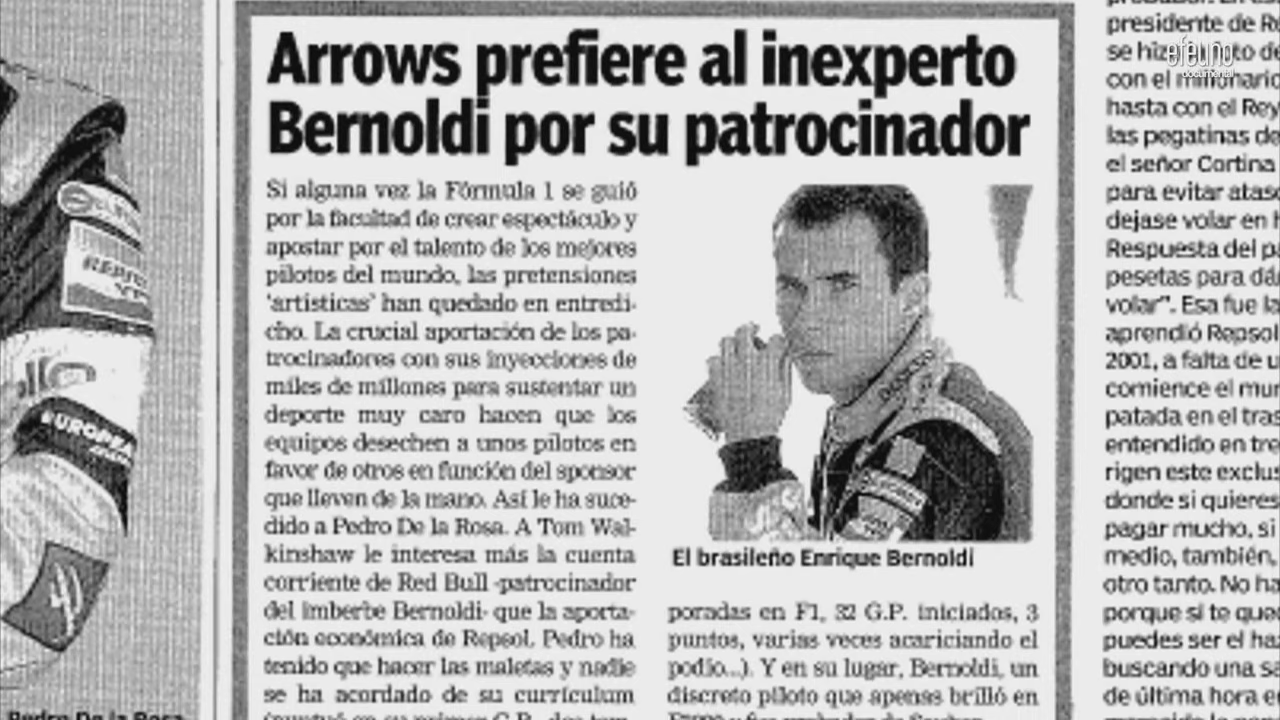 efeuno
documental
Arrows prefiere al inexperto
Bernoldi por su patrocinador
Si alguna vez la Fórmula 1 se guió
por la facultad de crear espectáculo y
apostar por el talento de los mejores
pilotos del mundo, las pretensiones
'artísticas' han quedado en entredi-
cho. La crucial aportación de los pa-
trocinadores con sus inyecciones de
miles de millones para sustentar un
deporte muy caro hacen que los
equipos desechen a unos pilotos en
favor de otros en función del sponsor
que lleven de la mano. Así le ha suce-
dido a Pedro De la Rosa. A Tom Wal-
kinshaw le interesa más la cuenta
corriente de Red Bull -patrocinador
del imberbe Bernoldi- que la aporta-
ción económica de Repsol. Pedro ha
tenido que hacer las maletas y nadie
se ha acordado de su currículum
El brasileño Enrique Bernoldi
poradas en F1, 32 G.P. iniciados, 3
puntos, varias veces acariciando el
podio...). Y en su lugar, Bernoldi, un
discreto piloto que apenas brilló en
presidente de
se
con el millonario
hasta con el Rey
las pegatinas de
el señor Cortina
para evitar
dejase volar en
Respuesta del
pesetas para
volar". Esa fue la
aprendió Repsol
2001, a falta de
comience el
patada en el
entendido en
rigen este
donde si quieres
pagar mucho, si
medio, también,
otro tanto. No
porque si te
puedes ser el
buscando una
de última hora
Pedro De la Rosa